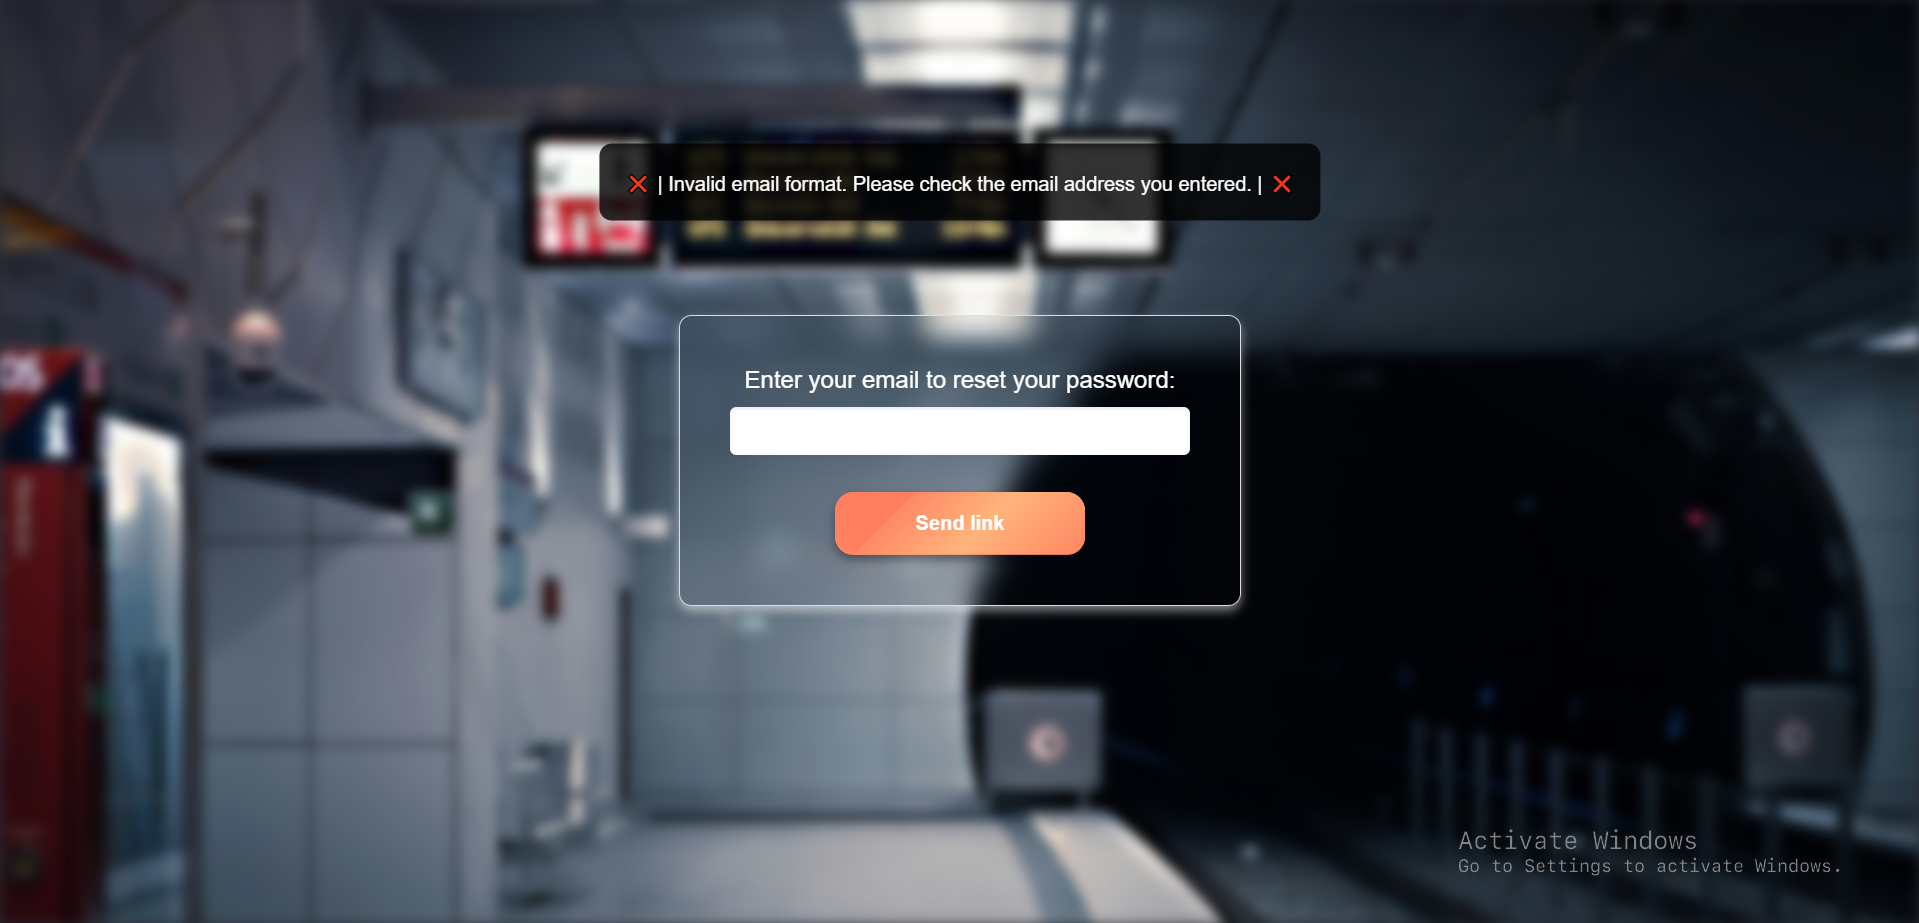 ❌ | Invalid email format. Please check the email address you entered. | ❌
Enter your email to reset your password:
Send link
Activate Windows
Go to Settings to activate Windows.